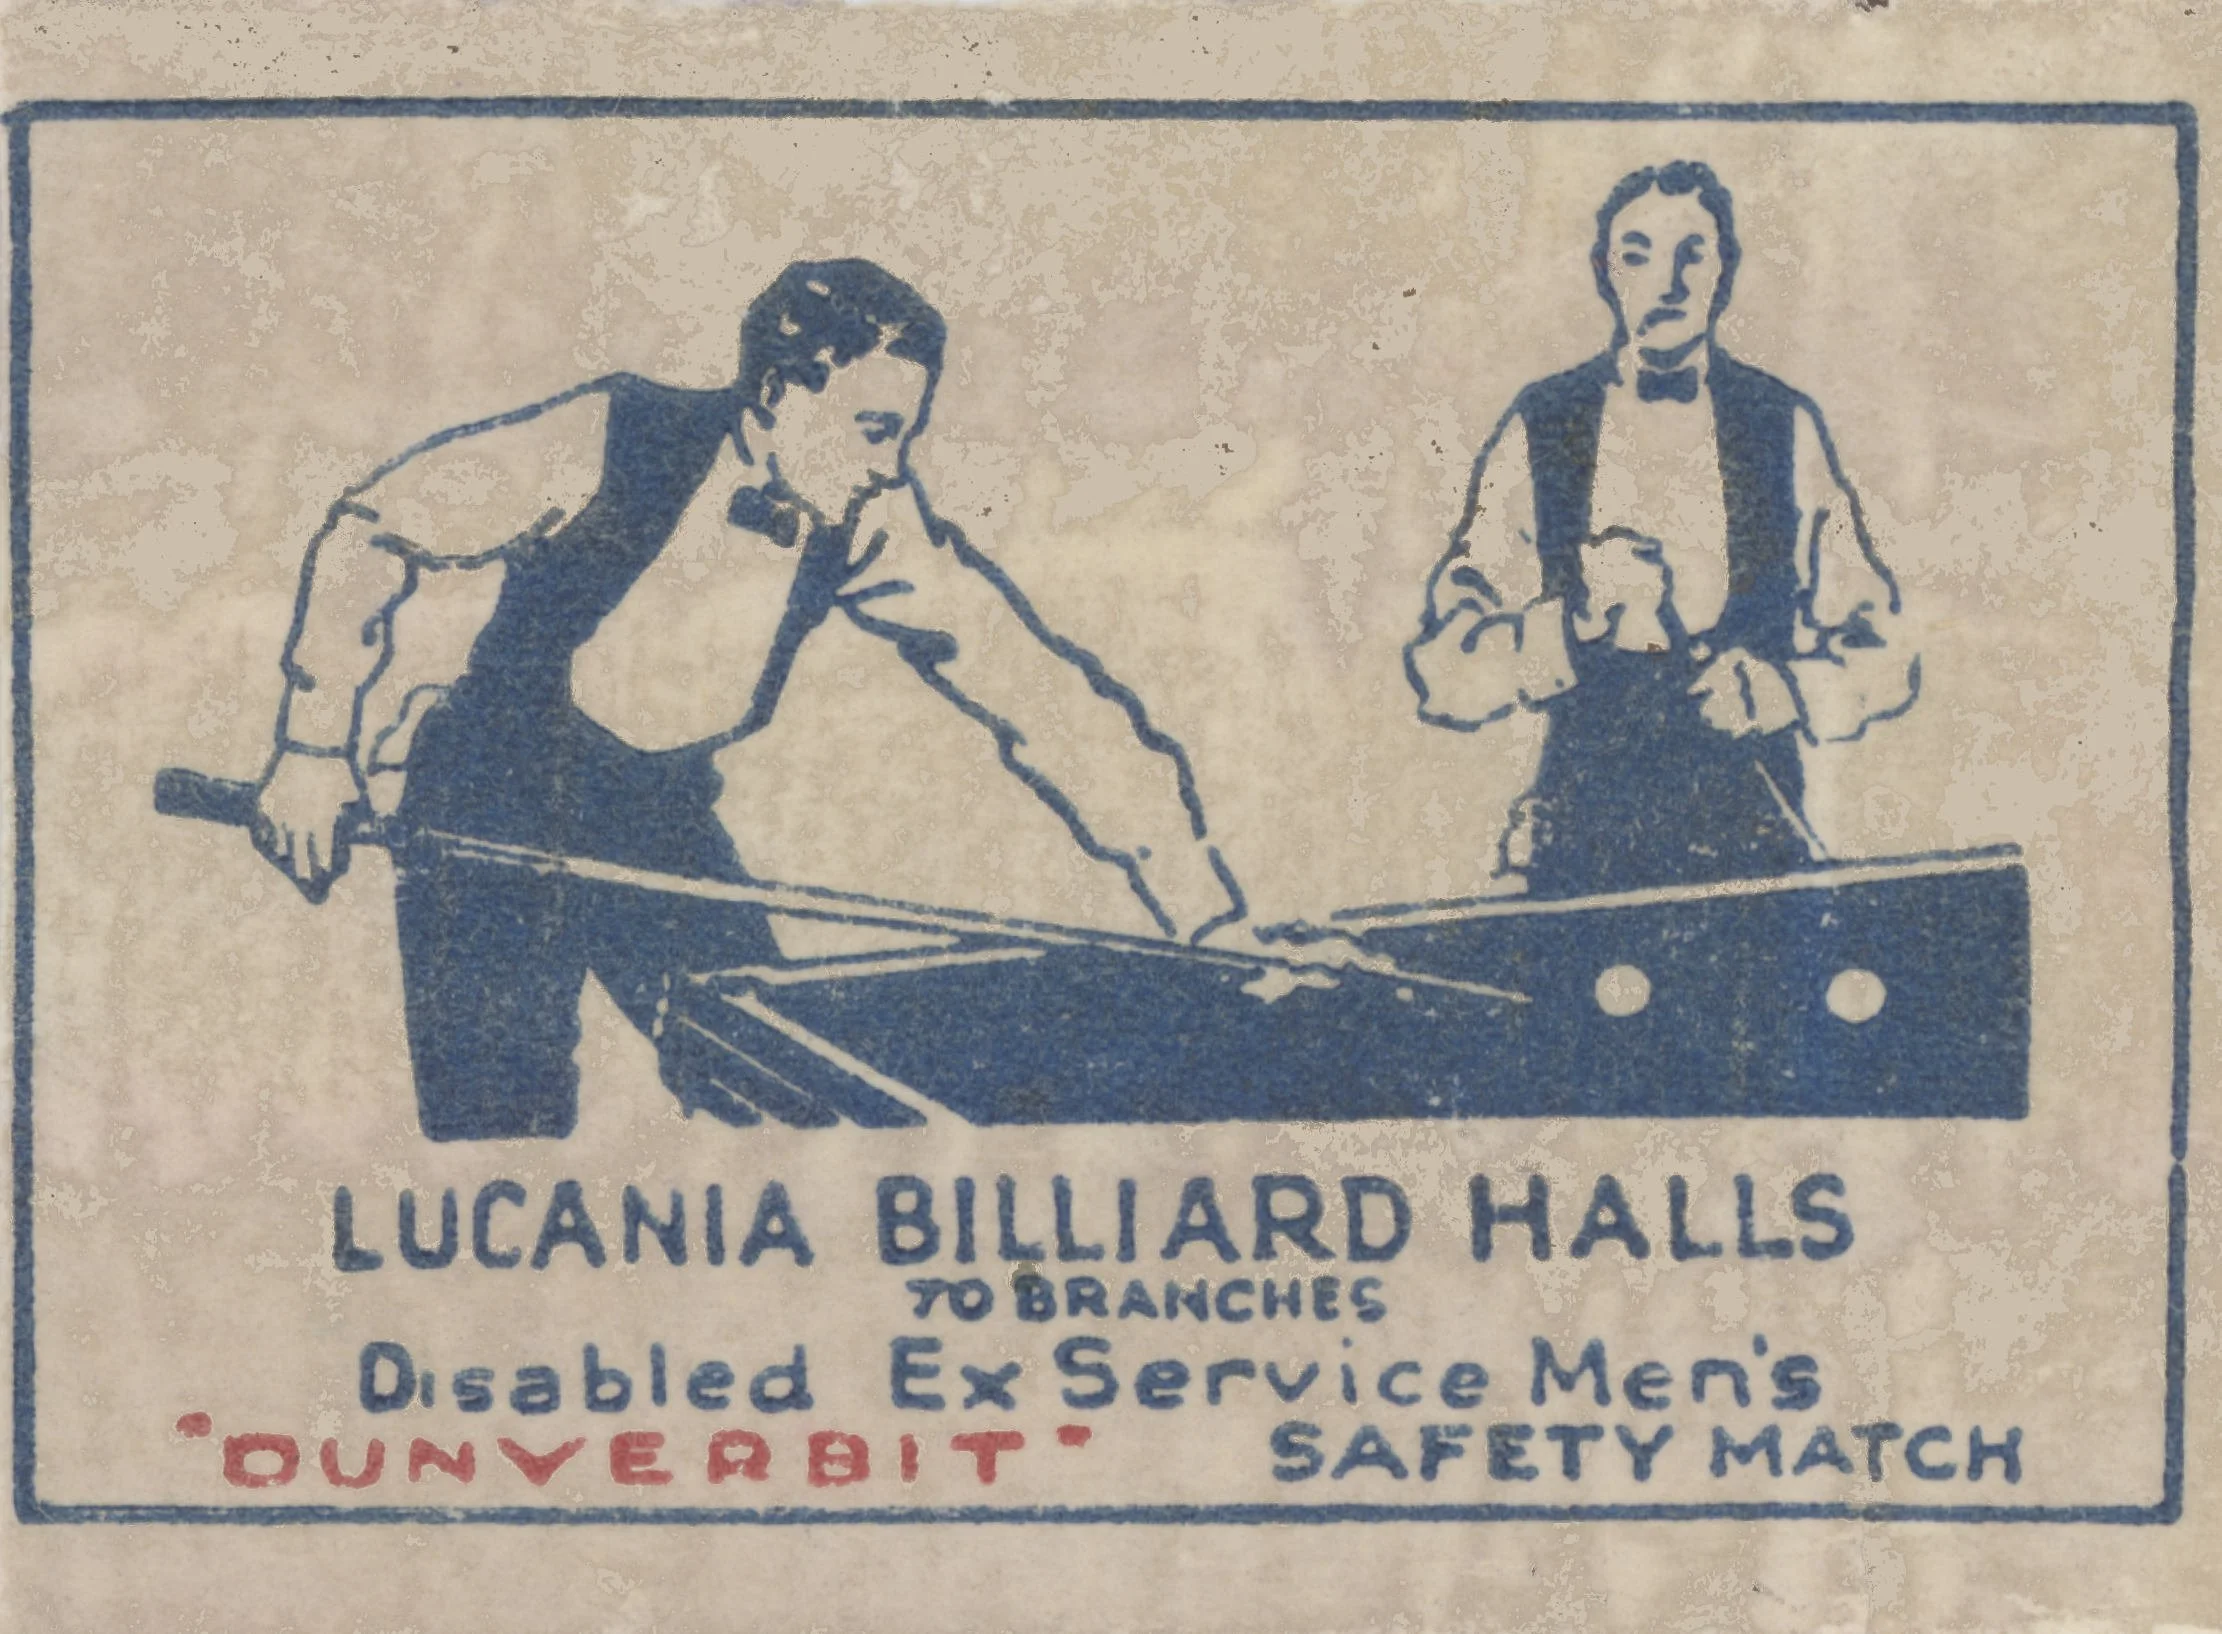 LUCANIA BILLIARD HALLS
70 BRANCHES
Disabled Ex Service Men's
"DUNVERBIT" SAFETY MATCH